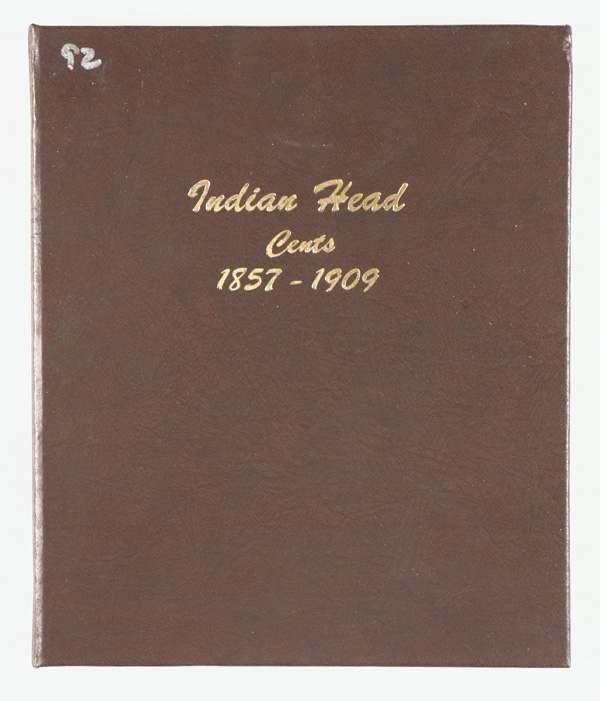 92
Indian Head
Cents
1857 - 1909